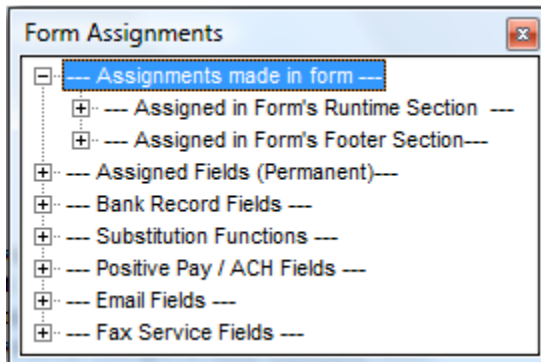 Form Assignments
--- Assignments made in form ---
--- Assigned in Form's Runtime Section ---
--- Assigned in Form's Footer Section---
--- Assigned Fields (Permanent)---
--- Bank Record Fields ---
--- Substitution Functions ---
--- Positive Pay / ACH Fields ---
--- Email Fields ---
--- Fax Service Fields ---